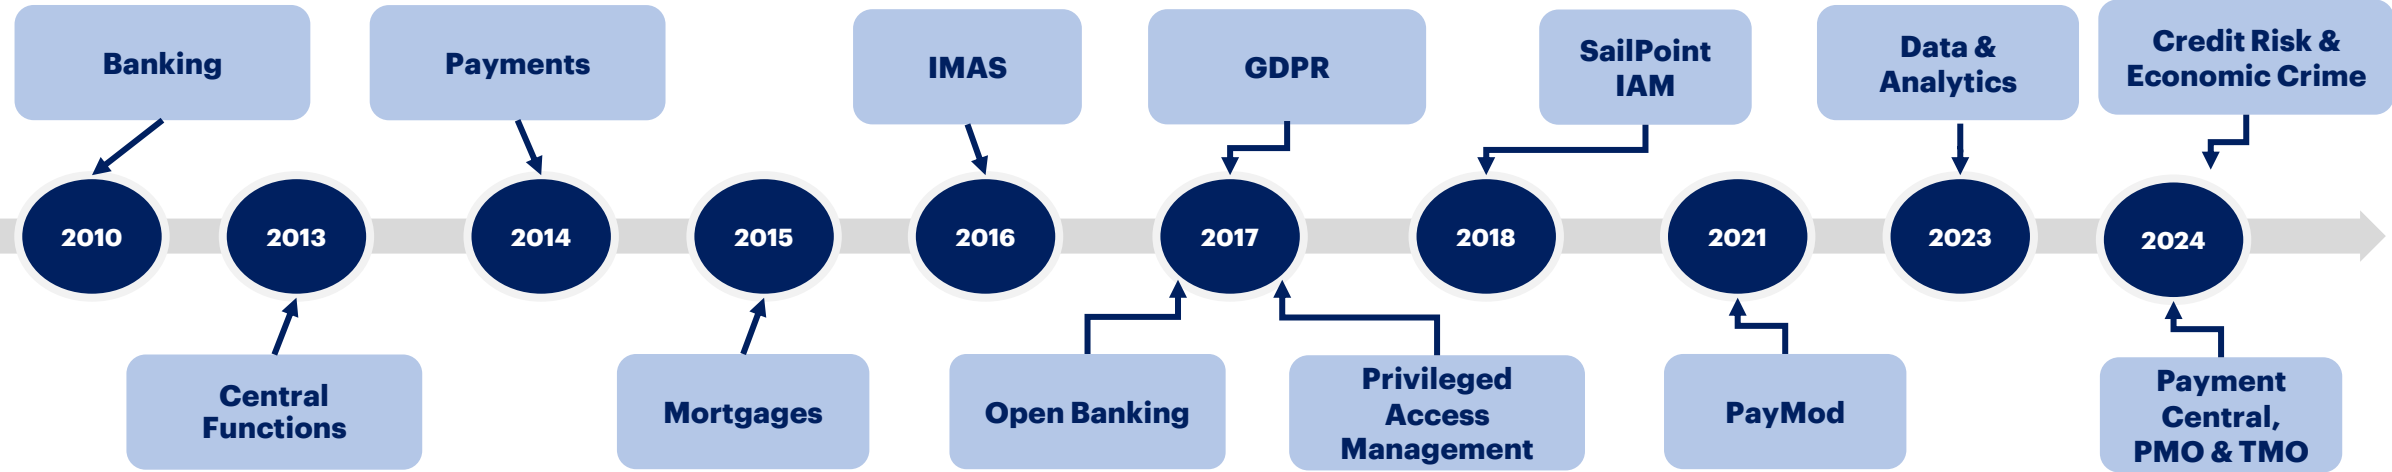 Banking
Payments
IMAS
GDPR
SailPoint
IAM
Data &
Analytics
Credit Risk &
Economic Crime
2010
2013
2014
2015
2016
2017
2018
2021
2023
2024
Central
Functions
Mortgages
Open Banking
Privileged
Access
Management
PayMod
Payment
Central,
PMO & TMO